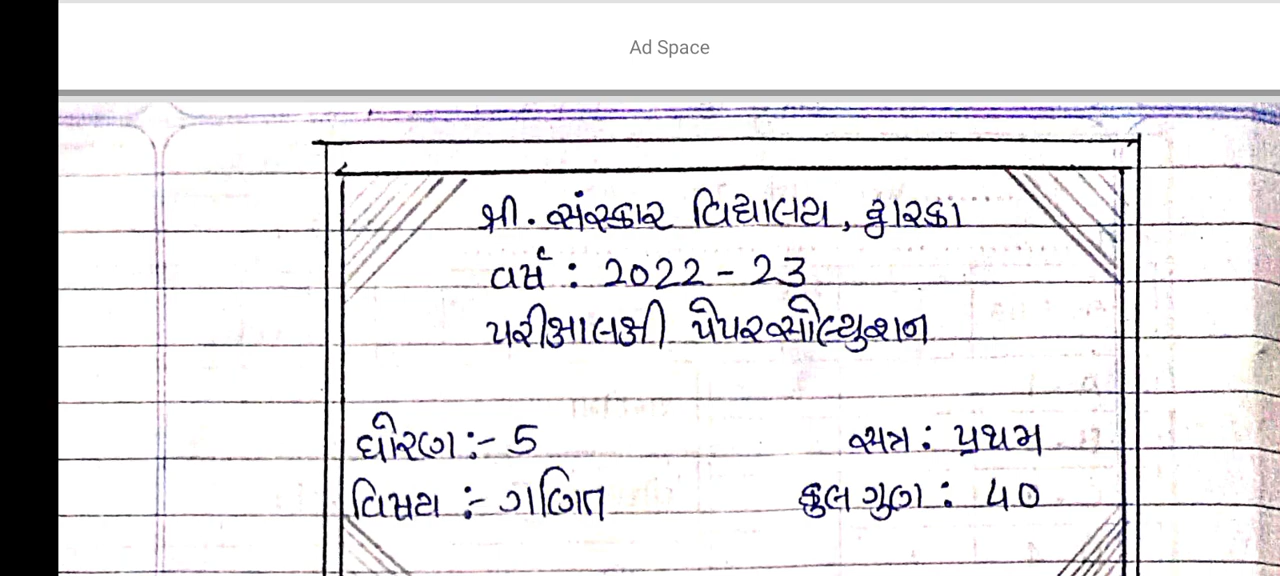 Ad Space
શ્રી. સંસ્કાર વિદ્યાલય, દ્વારકા
વર્ષ : 2022 - 23
પરીક્ષાલક્ષી પેપરસોલ્યુશન
ધોરણ :- 5 સત્ર : પ્રથમ
વિષય :- ગણિત કુલ ગુણ : 40